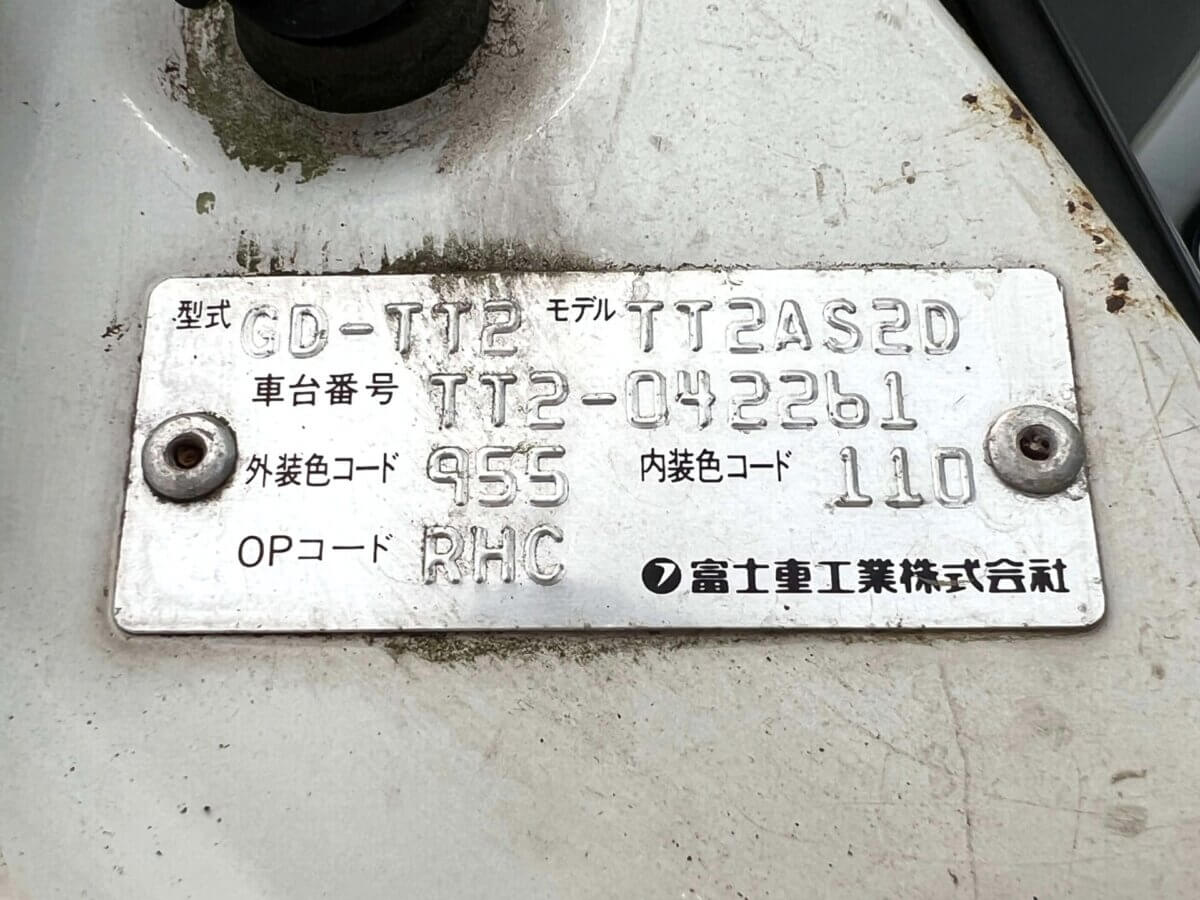 型式 GD-TT2 モデル TT2AS2D
車台番号 TT2-042261
外装色コード 955 内装色コード 110
OPコード RHC
富士重工業株式会社